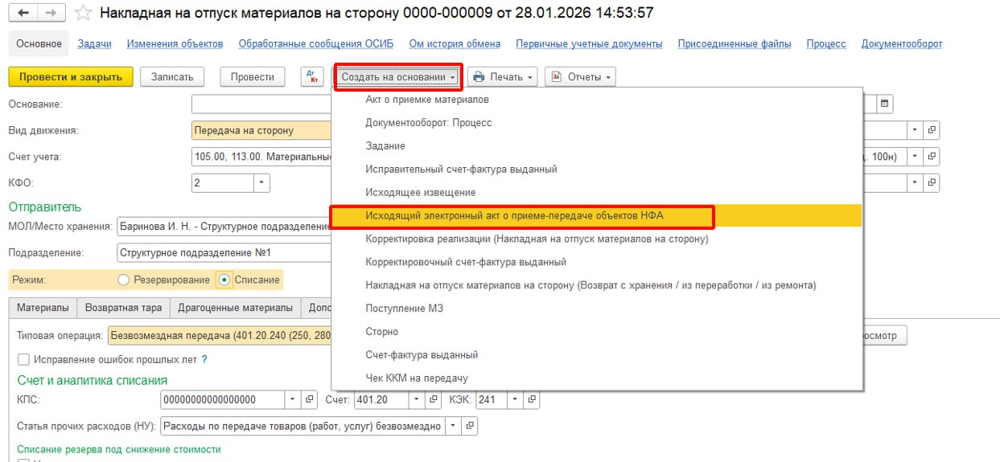 Накладная на отпуск материалов на сторону 0000-000009 от 28.01.2026 14:53:57
Основное Задачи Изменения объектов Обработанные сообщения ОСИБ Ом история обмена Первичные учетные документы Присоединенные файлы Процесс Документооборот
Провести и закрыть Записать Провести Дт Кт Создать на основании Печать Отчеты
Основание:
Вид движения: Передача на сторону
Счет учета: 105.00, 113.00. Материальны 100н)
КФО: 2
Отправитель
МОЛ/Место хранения: Баринова И. Н. - Структурное подразделение
Подразделение: Структурное подразделение №1
Режим: Резервирование Списание
Материалы Возвратная тара Драгоценные материалы Допо
Акт о приемке материалов
Документооборот: Процесс
Задание
Исправительный счет-фактура выданный
Исходящее извещение
Исходящий электронный акт о приеме-передаче объектов НФА
Корректировка реализации (Накладная на отпуск материалов на сторону)
Корректировочный счет-фактура выданный
Накладная на отпуск материалов на сторону (Возврат с хранения / из переработки / из ремонта)
Поступление МЗ
Сторно
Счет-фактура выданный
Чек ККМ на передачу
Типовая операция: Безвозмездная передача (401.20.240 (250, 280 осмотр
Исправление ошибок прошлых лет ?
Счет и аналитика списания
КПС: 00000000000000000 Счет: 401.20 КЭК: 241
Статья прочих расходов (НУ): Расходы по передаче товаров (работ, услуг) безвозмездно
Списание резерва под снижение стоимости